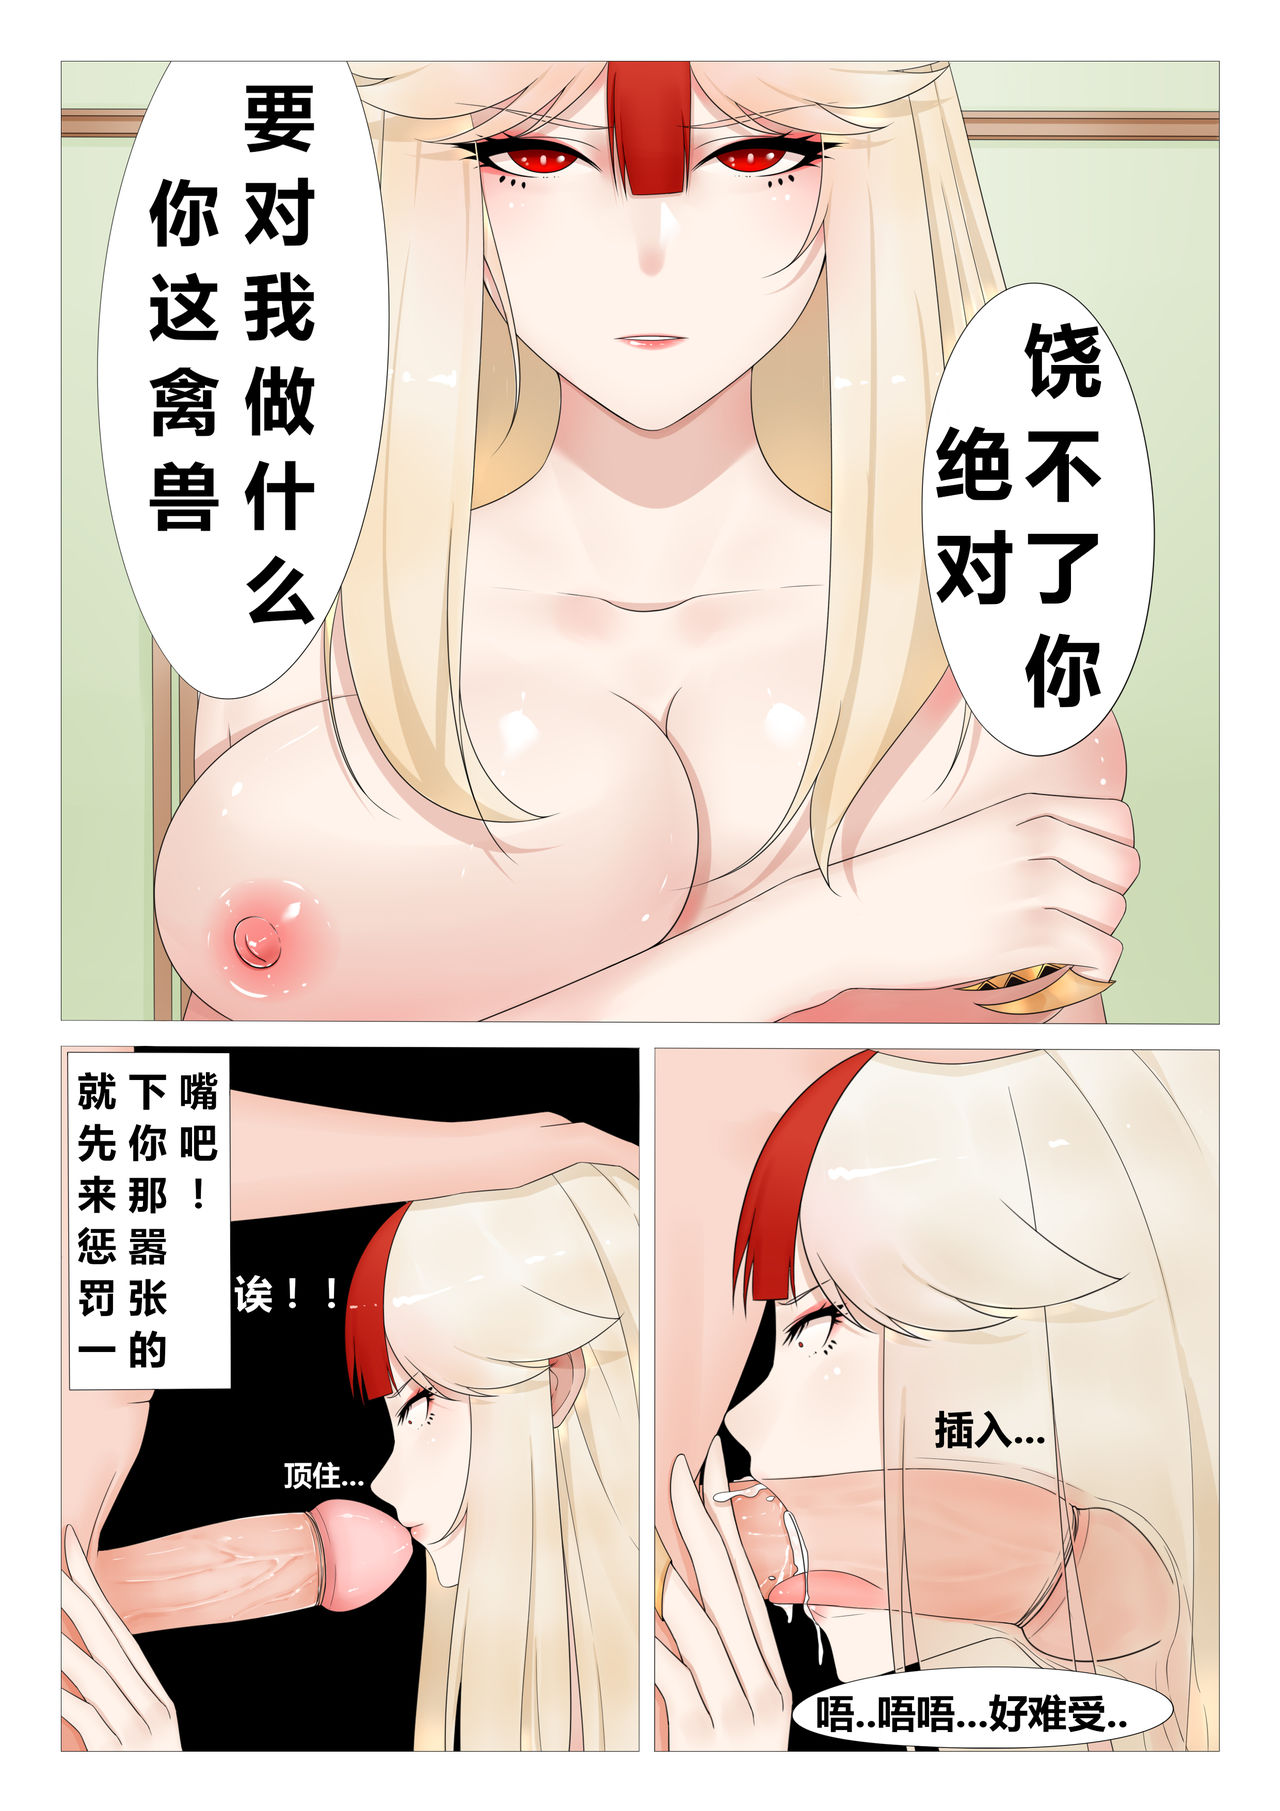 你这禽兽
要对我做什么
绝对
饶不了你
就先来惩罚一
下你那嚣张的
嘴吧！
诶！！
顶住...
插入...
唔..唔唔...好难受..